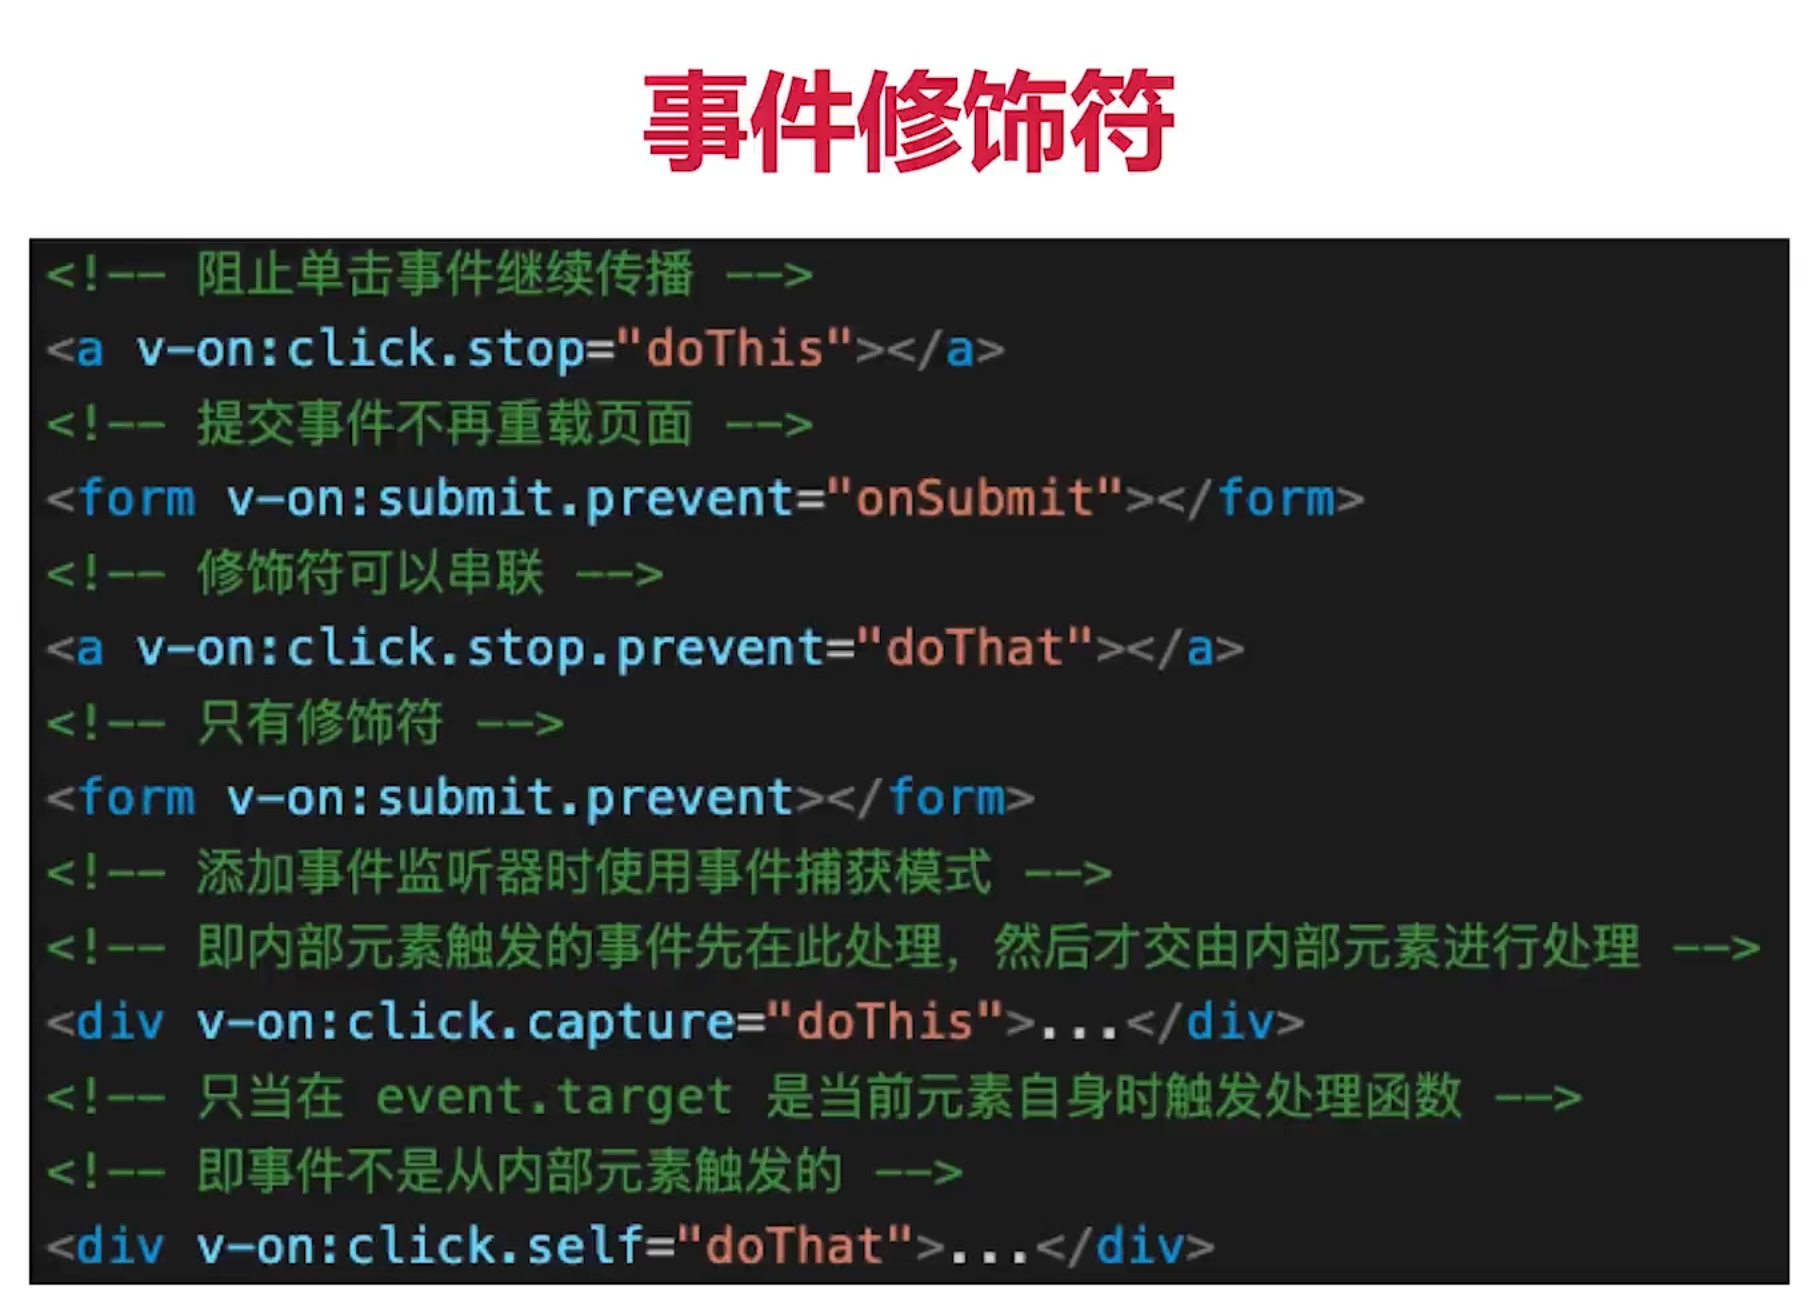 事件修饰符
<!-- 阻止单击事件继续传播 -->
<a v-on:click.stop="doThis"></a>
<!-- 提交事件不再重载页面 -->
<form v-on:submit.prevent="onSubmit"></form>
<!-- 修饰符可以串联 -->
<a v-on:click.stop.prevent="doThat"></a>
<!-- 只有修饰符 -->
<form v-on:submit.prevent></form>
<!-- 添加事件监听器时使用事件捕获模式 -->
<!-- 即内部元素触发的事件先在此处理，然后才交由内部元素进行处理 -->
<div v-on:click.capture="doThis">...</div>
<!-- 只当在 event.target 是当前元素自身时触发处理函数 -->
<!-- 即事件不是从内部元素触发的 -->
<div v-on:click.self="doThat">...</div>